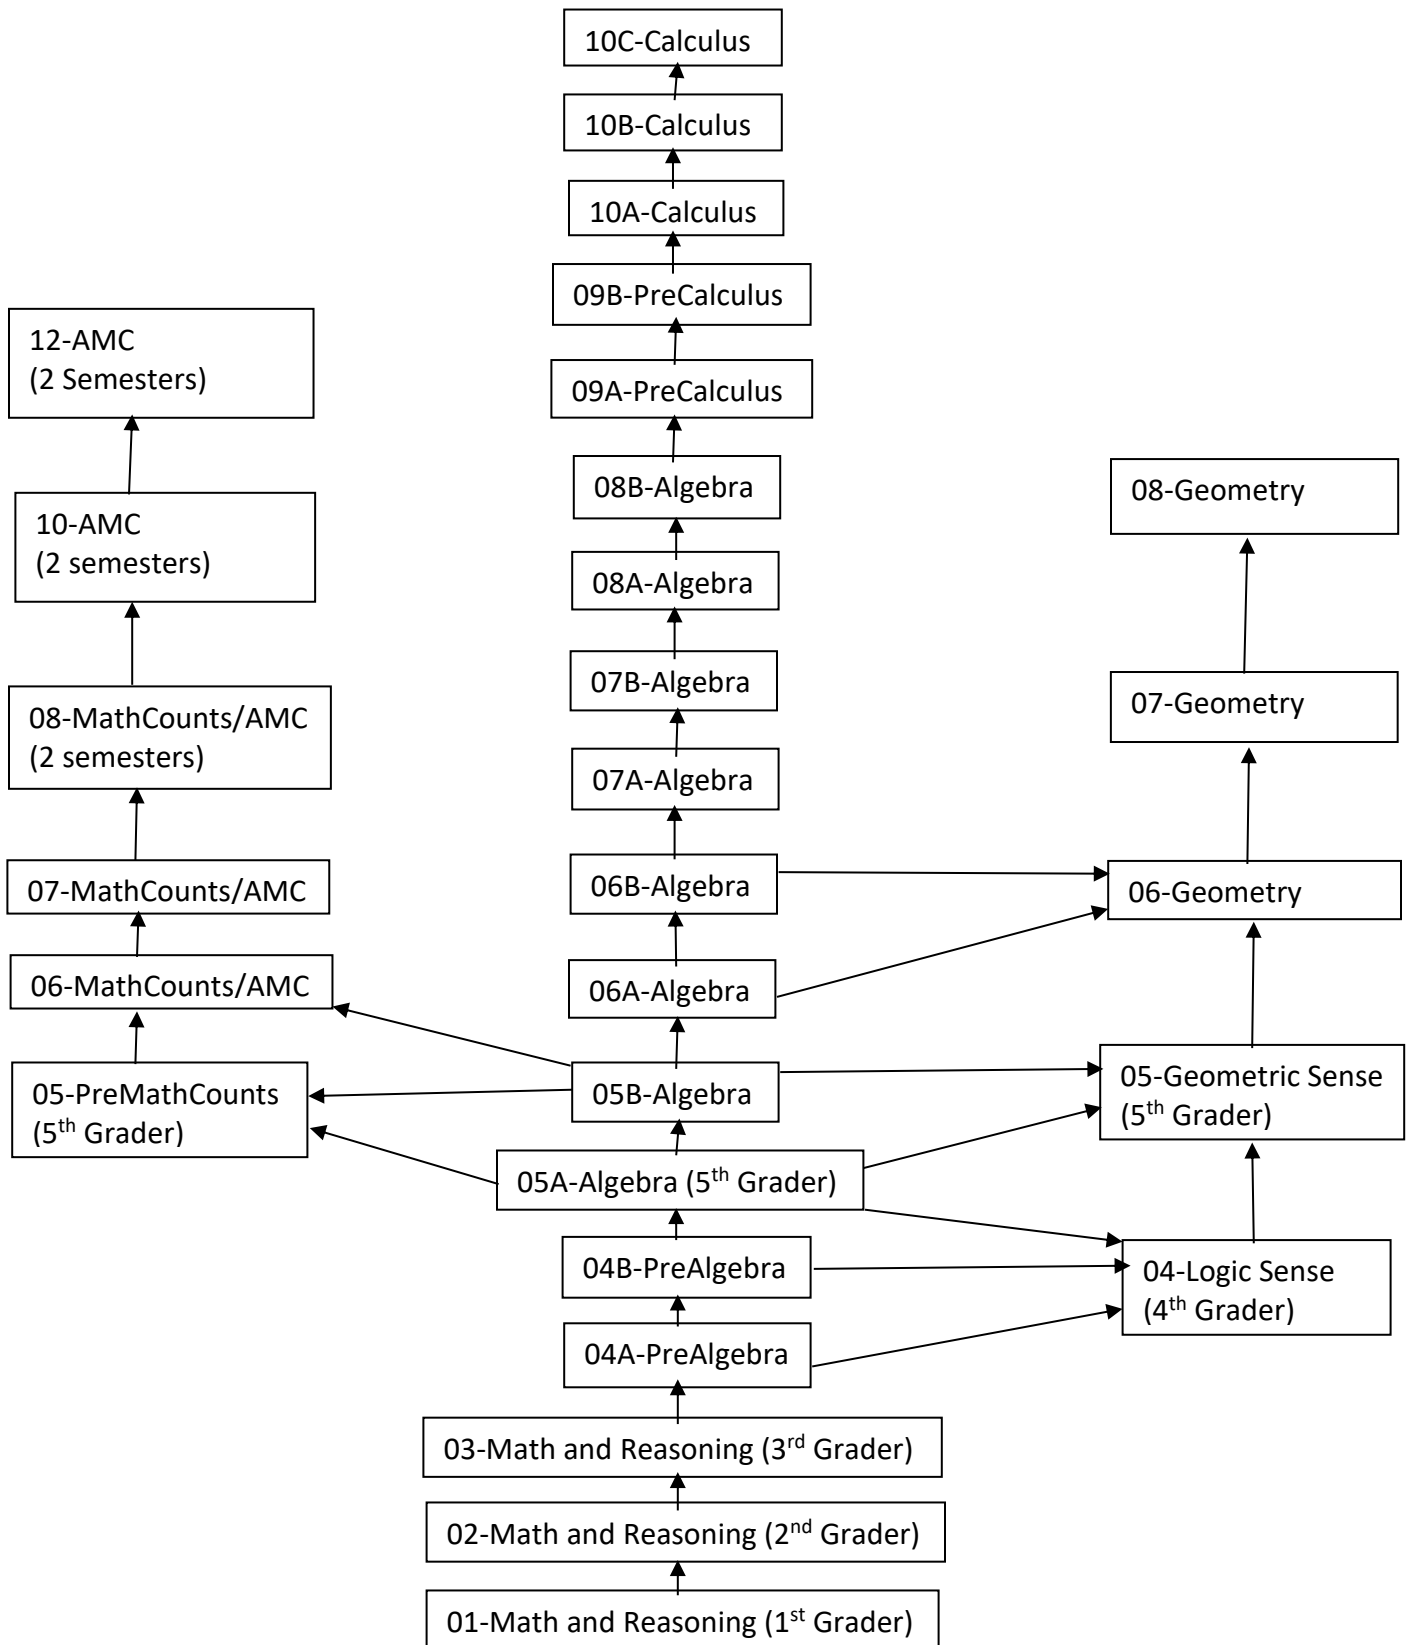 10C-Calculus
10B-Calculus
10A-Calculus
09B-PreCalculus
12-AMC
(2 Semesters)
09A-PreCalculus
08B-Algebra
08-Geometry
10-AMC
(2 semesters)
08A-Algebra
07B-Algebra
07-Geometry
08-MathCounts/AMC
(2 semesters)
07A-Algebra
07-MathCounts/AMC
06B-Algebra
06-Geometry
06-MathCounts/AMC
06A-Algebra
05-PreMathCounts
(5th Grader)
05B-Algebra
05-Geometric Sense
(5th Grader)
05A-Algebra (5th Grader)
04B-PreAlgebra
04-Logic Sense
(4th Grader)
04A-PreAlgebra
03-Math and Reasoning (3rd Grader)
02-Math and Reasoning (2nd Grader)
01-Math and Reasoning (1st Grader)